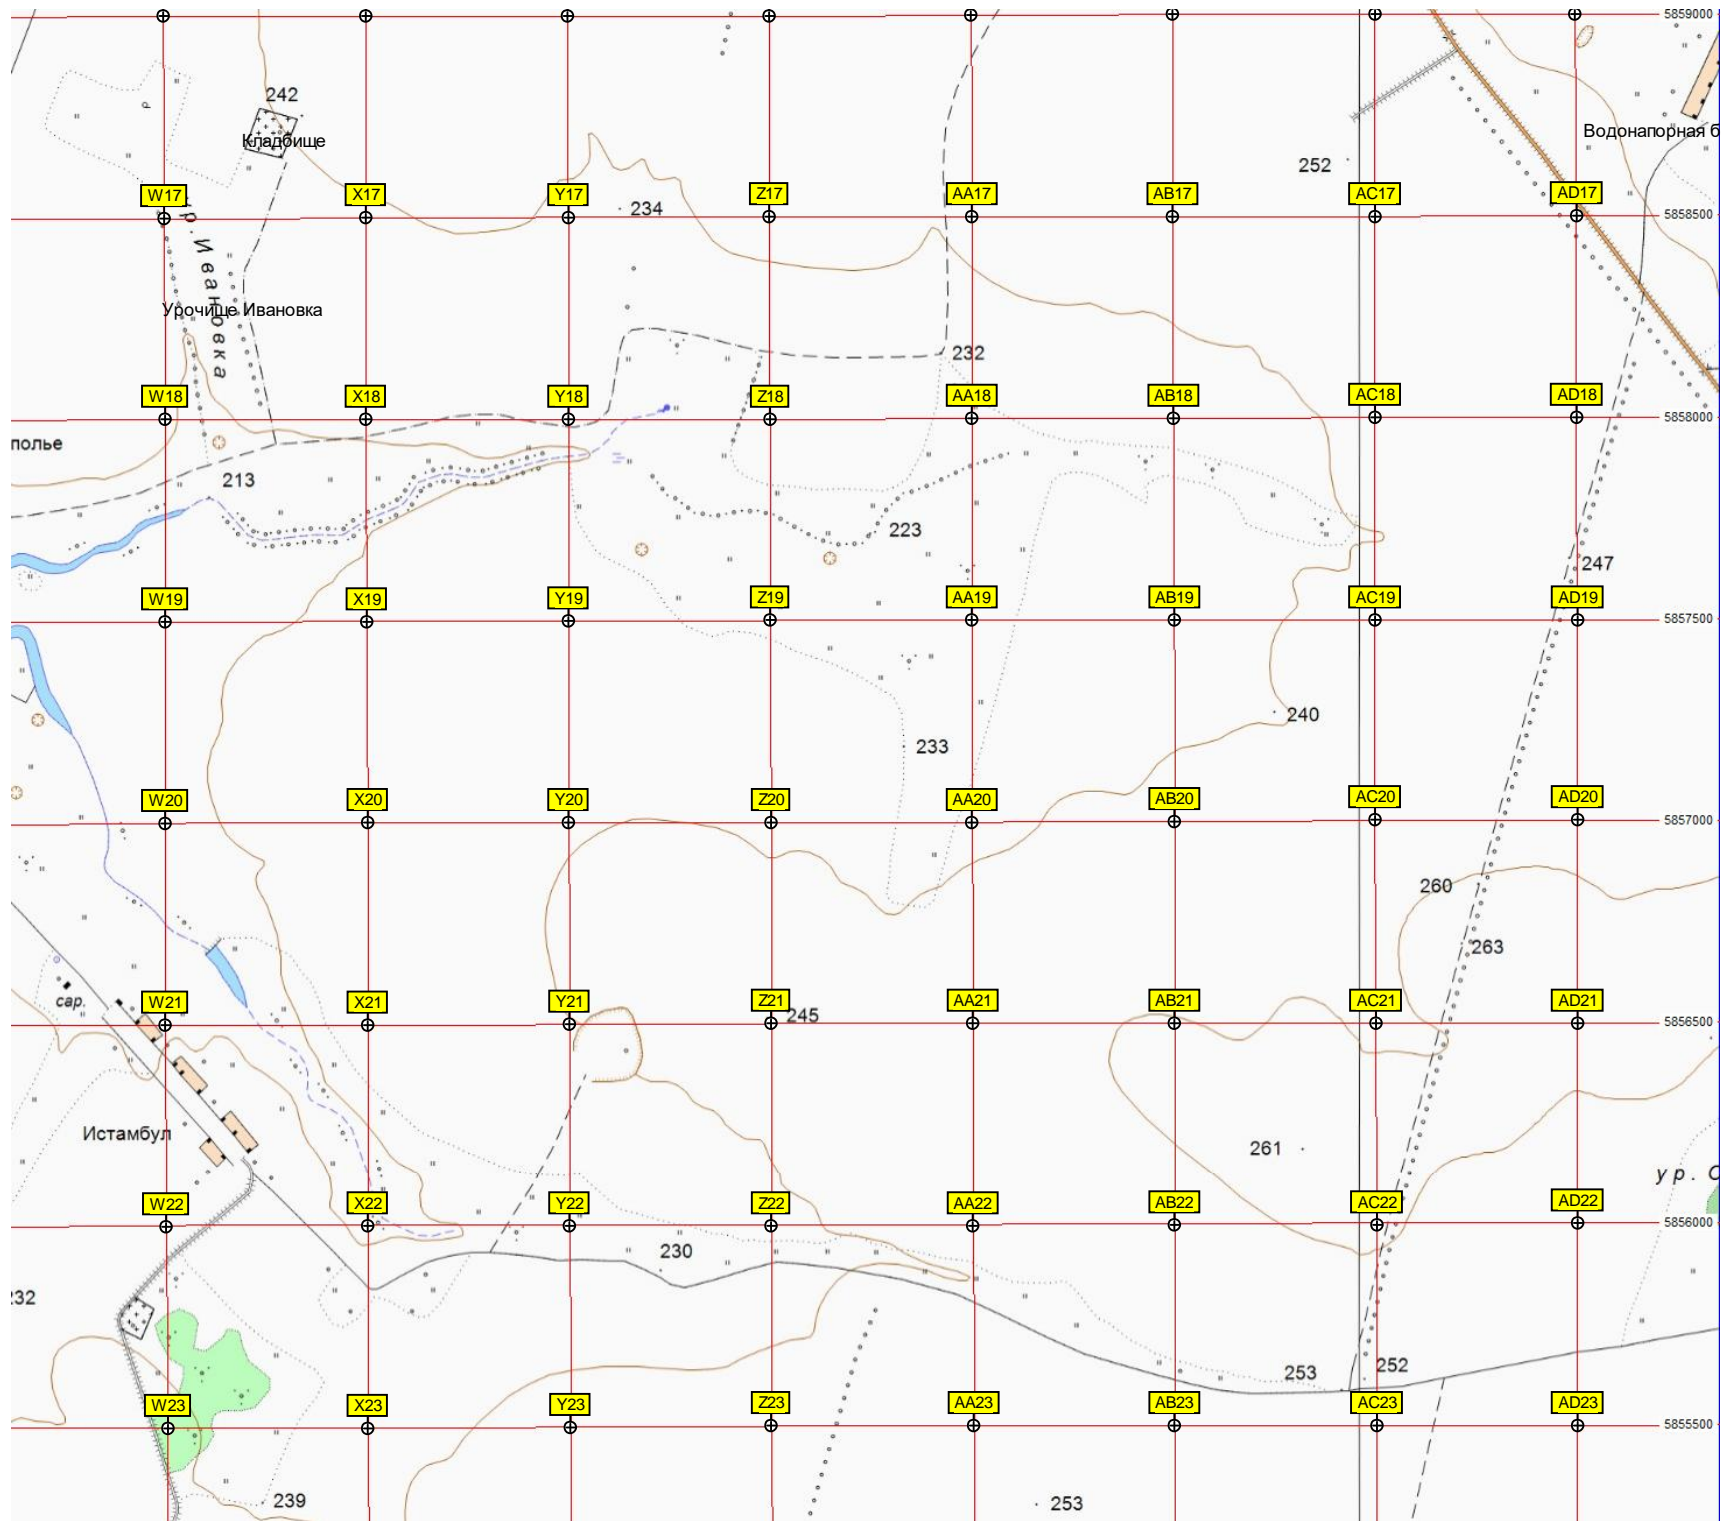 5859000
242
Кладбище
Водонапорная б
252
W17
X17
Y17
Z17
AA17
AB17
AC17
AD17
234
5858500
ур. Ивановка
Урочище Ивановка
232
W18
X18
Y18
Z18
AA18
AB18
AC18
AD18
5858000
полье
213
223
247
W19
X19
Y19
Z19
AA19
AB19
AC19
AD19
5857500
240
233
W20
X20
Y20
Z20
AA20
AB20
AC20
AD20
5857000
260
263
сар.
W21
X21
Y21
Z21
AA21
AB21
AC21
AD21
245
5856500
Истамбул
261
ур. С
W22
X22
Y22
Z22
AA22
AB22
AC22
AD22
5856000
230
232
253
252
W23
X23
Y23
Z23
AA23
AB23
AC23
AD23
5855500
239
253